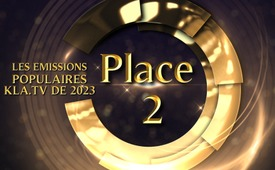 LES EMISSIONS
POPULAIRES
KLA.TV DE 2023
Place
2